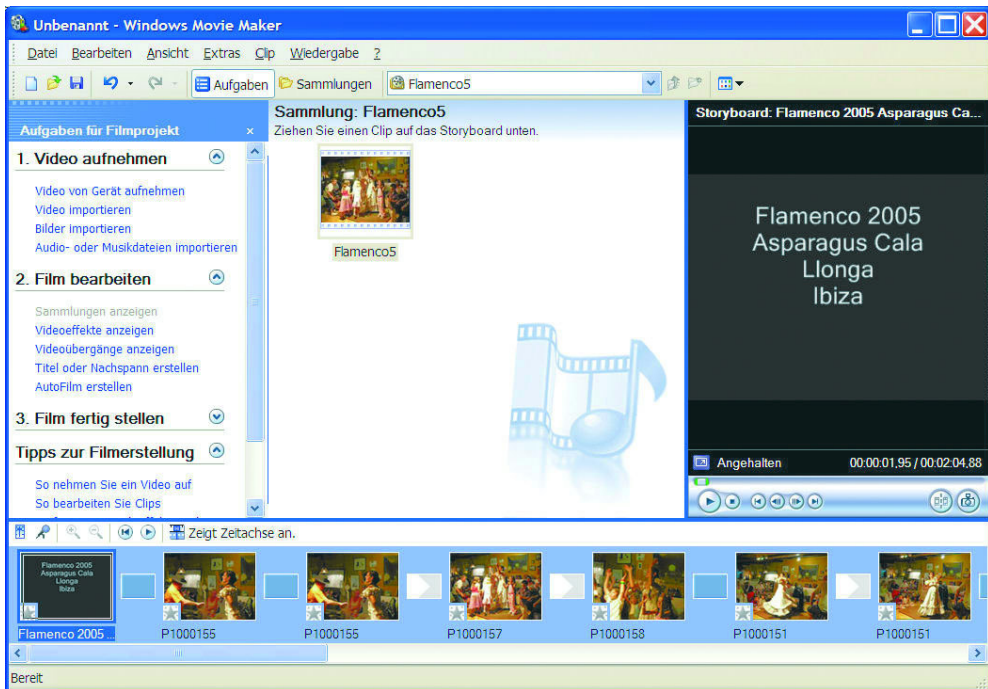 Unbenannt - Windows Movie Maker
Datei Bearbeiten Ansicht Extras Clip Wiedergabe ?
Aufgaben Sammlungen Flamenco5
Aufgaben für Filmprojekt ×
1. Video aufnehmen
Video von Gerät aufnehmen
Video importieren
Bilder importieren
Audio- oder Musikdateien importieren
2. Film bearbeiten
Sammlungen anzeigen
Videoeffekte anzeigen
Videoübergänge anzeigen
Titel oder Nachspann erstellen
AutoFilm erstellen
3. Film fertig stellen
Tipps zur Filmerstellung
So nehmen Sie ein Video auf
So bearbeiten Sie Clips
Sammlung: Flamenco5
Ziehen Sie einen Clip auf das Storyboard unten.
Flamenco5
Storyboard: Flamenco 2005 Asparagus Ca...
Flamenco 2005
Asparagus Cala
Llonga
Ibiza
Angehalten 00:00:01,95 / 00:02:04,88
Zeigt Zeitachse an.
Flamenco 2005
Asparagus Cala
Llonga
Ibiza
Flamenco 2005 ... P1000155 P1000155 P1000157 P1000158 P1000151 P1000151
Bereit